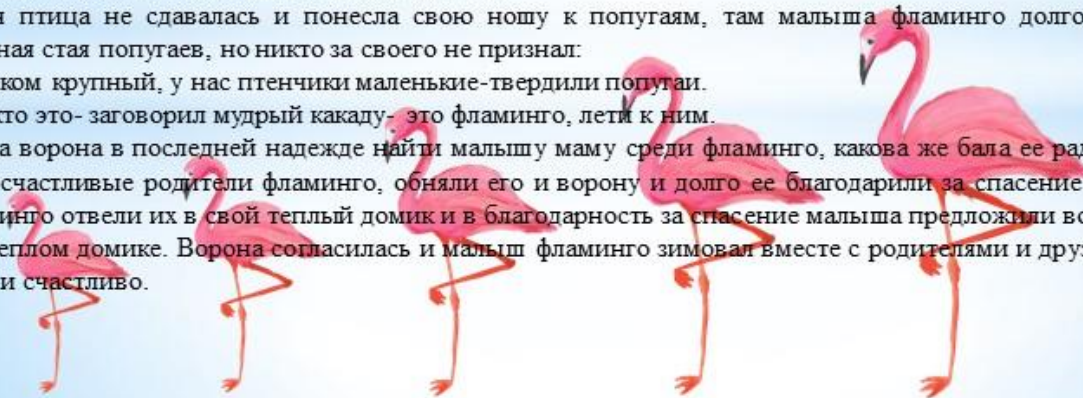 птица не сдавалась и понесла свою ношу к попугаям, там малыша фламинго долго
ная стая попугаев, но никто за своего не признал:
ком крупный, у нас птенчики маленькие-твердили попугаи.
то это- заговорил мудрый какаду- это фламинго, лети к ним.
а ворона в последней надежде найти малышу маму среди фламинго, какова же бала ее рад
счастливые родители фламинго, обняли его и ворону и долго ее благодарили за спасение
инго отвели их в свой теплый домик и в благодарность за спасение малыша предложили во
еплом домике. Ворона согласилась и малыш фламинго зимовал вместе с родителями и друз
и счастливо.